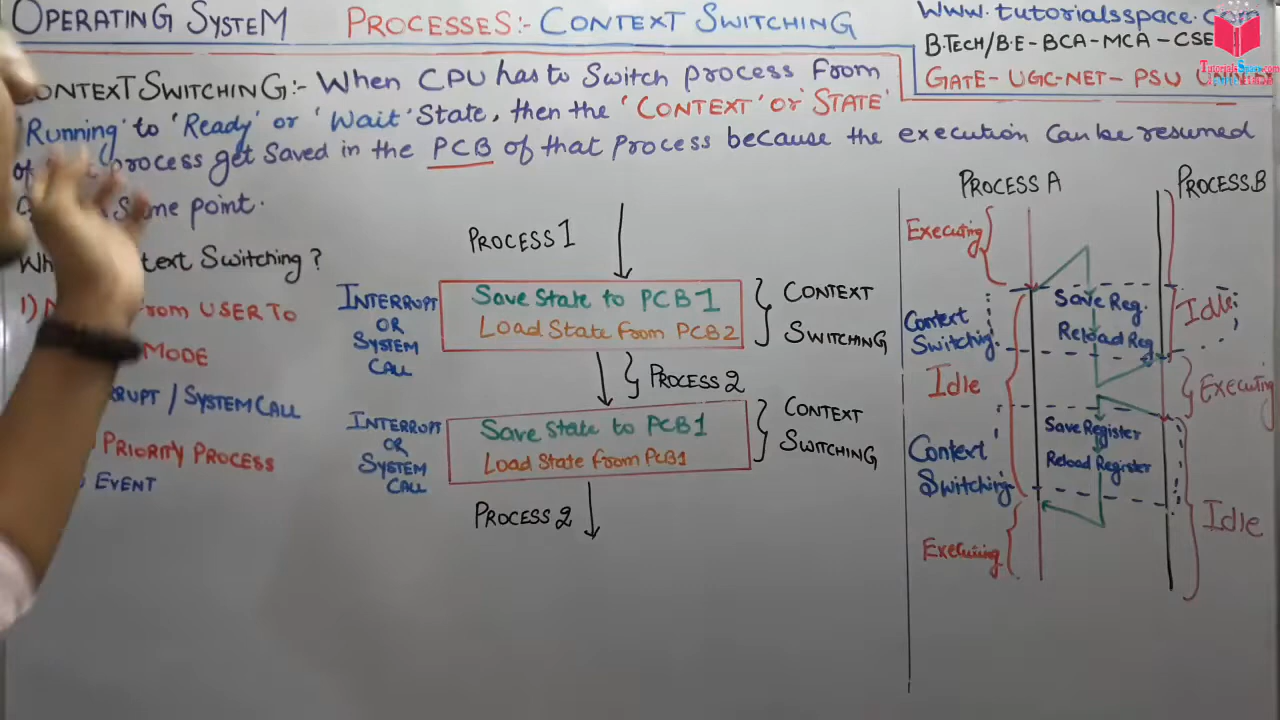 OPERATING SYSTEM
PROCESSES:- CONTEXT SWITCHING
www.tutorialsspace.com
B.TECH/B.E-BCA-MCA-CSE
GATE-UGC-NET-PSU
CONTEXT SWITCHING:- When CPU has to Switch process From
'Running' to 'Ready' or 'Wait' State, then the 'CONTEXT' or 'STATE'
of process get Saved in the PCB of that process because the execution can be resumed
Same point.
Context Switching?
1) from USER TO
MODE
/ SYSTEM CALL
PRIORITY PROCESS
EVENT
PROCESS 1
INTERRUPT
OR
SYSTEM
CALL
Save State to PCB1
Load State from PCB2
CONTEXT
SWITCHING
PROCESS 2
INTERRUPT
OR
SYSTEM
CALL
Save State to PCB1
Load State from PCB1
CONTEXT
SWITCHING
PROCESS 2
PROCESS A
PROCESS B
Executing
Context
Switching
Save Reg.
Reload Reg
Idle
Idle
Executing
Context
Switching
Save Register
Reload Register
Idle
Executing